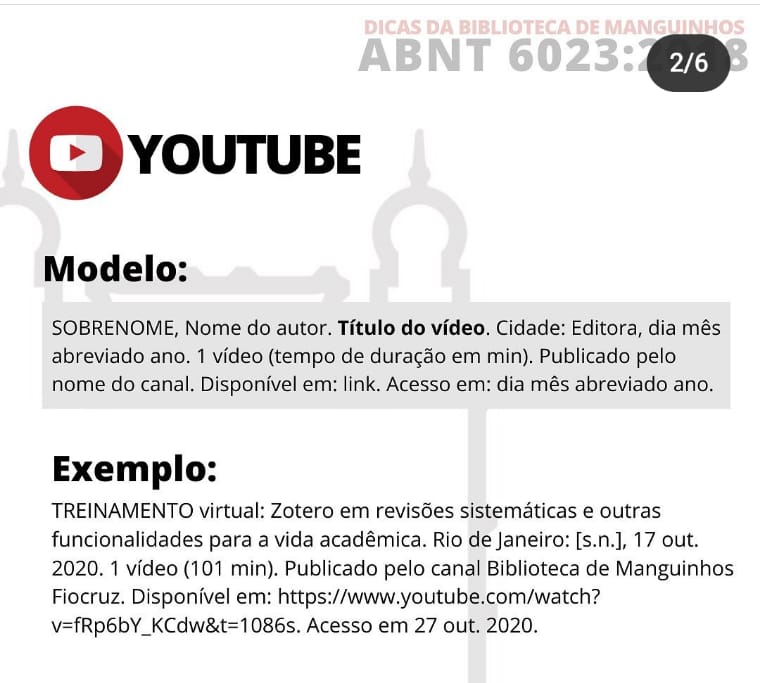 DICAS DA BIBLIOTECA DE MANGUINHOS
ABNT 6023:2 8
2/6
YOUTUBE
Modelo:
SOBRENOME, Nome do autor. Título do vídeo. Cidade: Editora, dia mês
abreviado ano. 1 vídeo (tempo de duração em min). Publicado pelo
nome do canal. Disponível em: link. Acesso em: dia mês abreviado ano.
Exemplo:
TREINAMENTO virtual: Zotero em revisões sistemáticas e outras
funcionalidades para a vida acadêmica. Rio de Janeiro: [s.n.], 17 out.
2020. 1 vídeo (101 min). Publicado pelo canal Biblioteca de Manguinhos
Fiocruz. Disponível em: https://www.youtube.com/watch?
v=fRp6bY_KCdw&t=1086s. Acesso em 27 out. 2020.